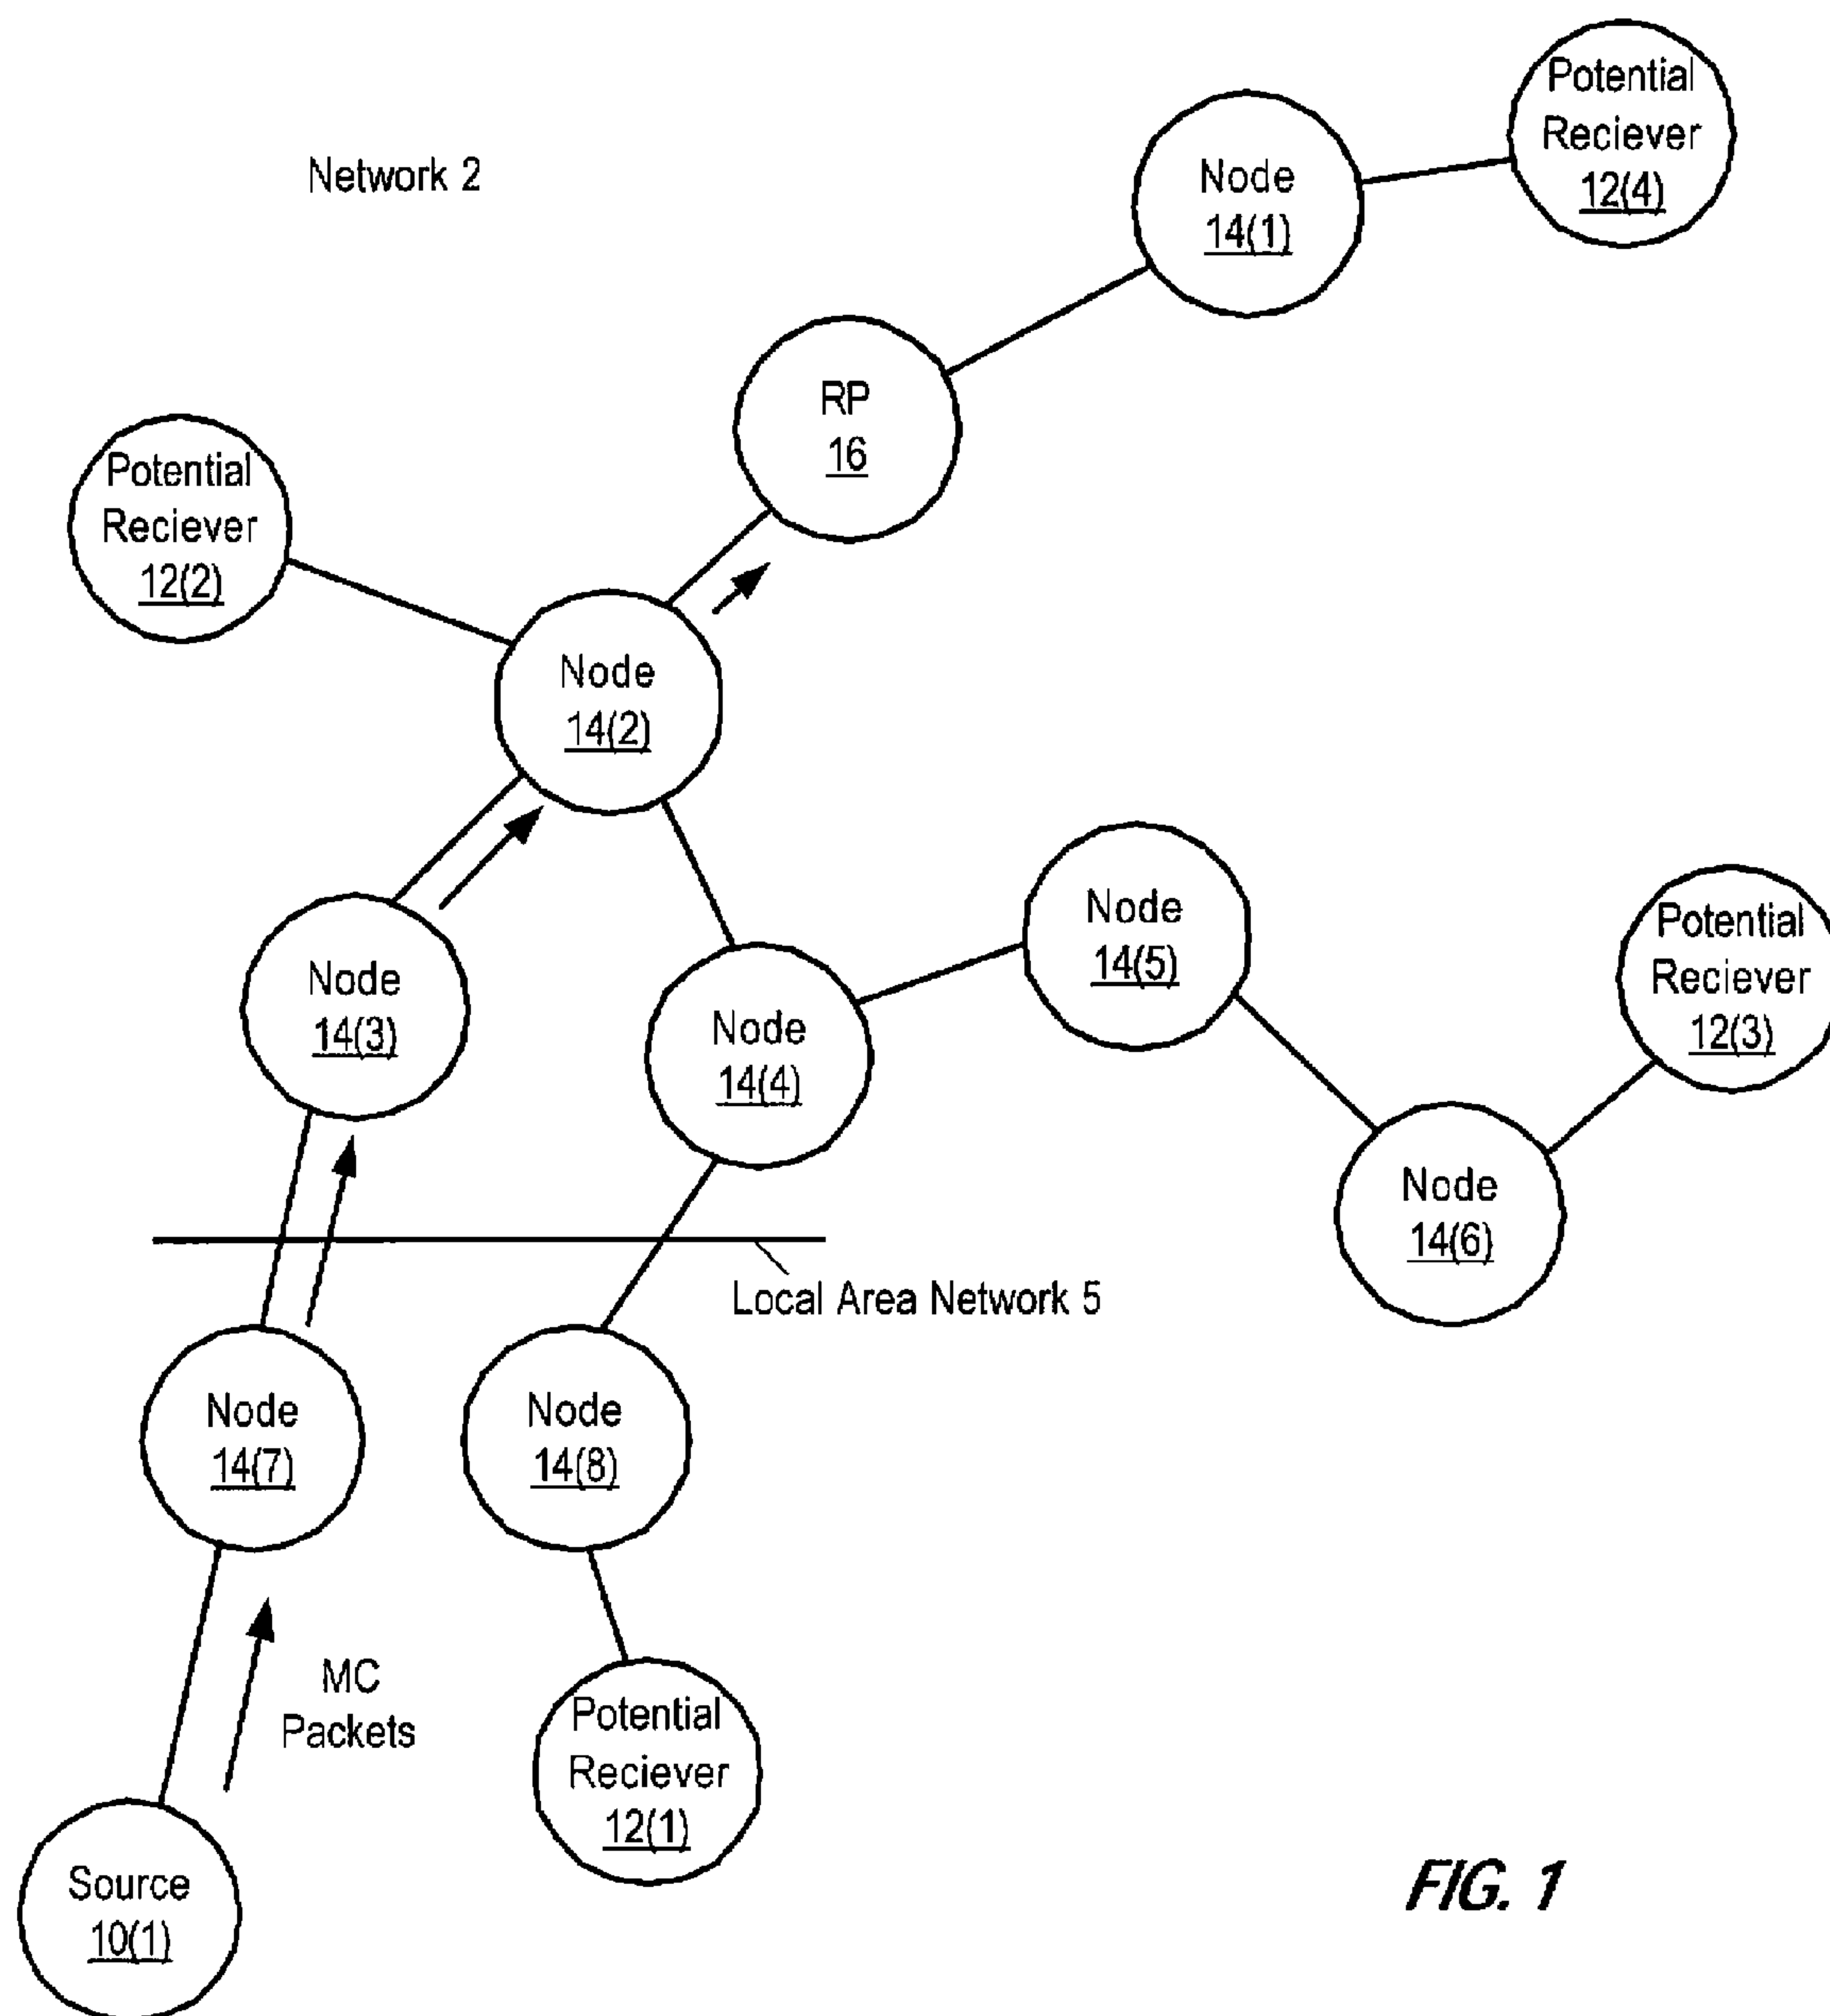 Network 2
Potential
Reciever
12(4)
Node
14(1)
RP
16
Potential
Reciever
12(2)
Node
14(2)
Node
14(5)
Potential
Reciever
12(3)
Node
14(3)
Node
14(4)
Node
14(6)
Local Area Network 5
Node
14(7)
Node
14(8)
MC
Packets
Potential
Reciever
12(1)
Source
10(1)
FIG. 1